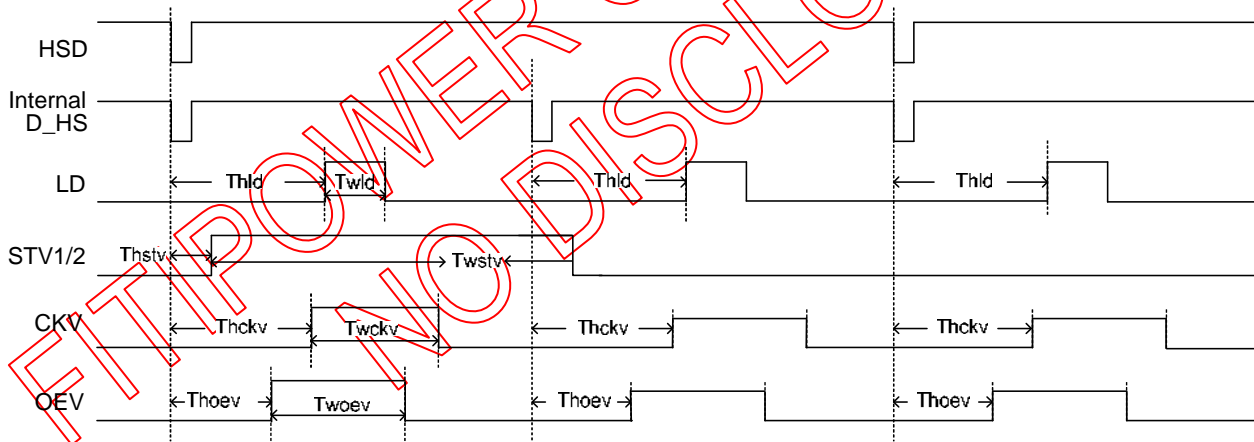 HSD
Internal
D_HS
LD
Thld
Twld
Thld
Thld
STV1/2
Thstv
Twstv
CKV
Thckv
Twckv
Thckv
Thckv
OEV
Thoev
Twoev
Thoev
Thoev
FITIPOWER
NO DISCLO